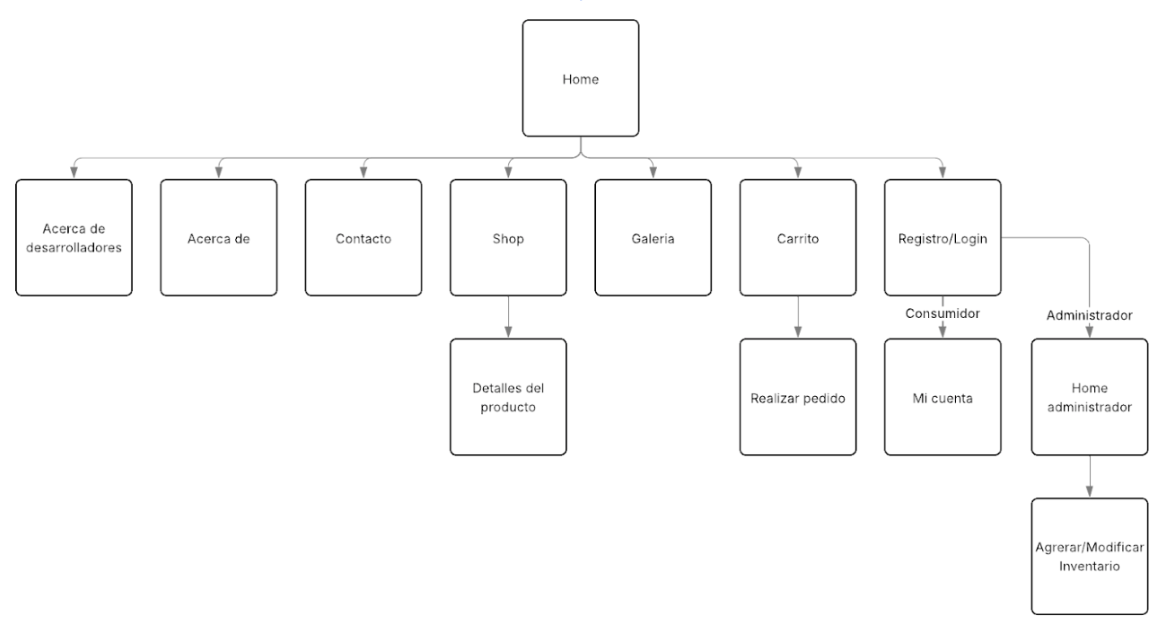 Home
Acerca de
desarrolladores
Acerca de
Contacto
Shop
Galeria
Carrito
Registro/Login
Consumidor
Administrador
Detalles del
producto
Realizar pedido
Mi cuenta
Home
administrador
Agrerar/Modificar
Inventario